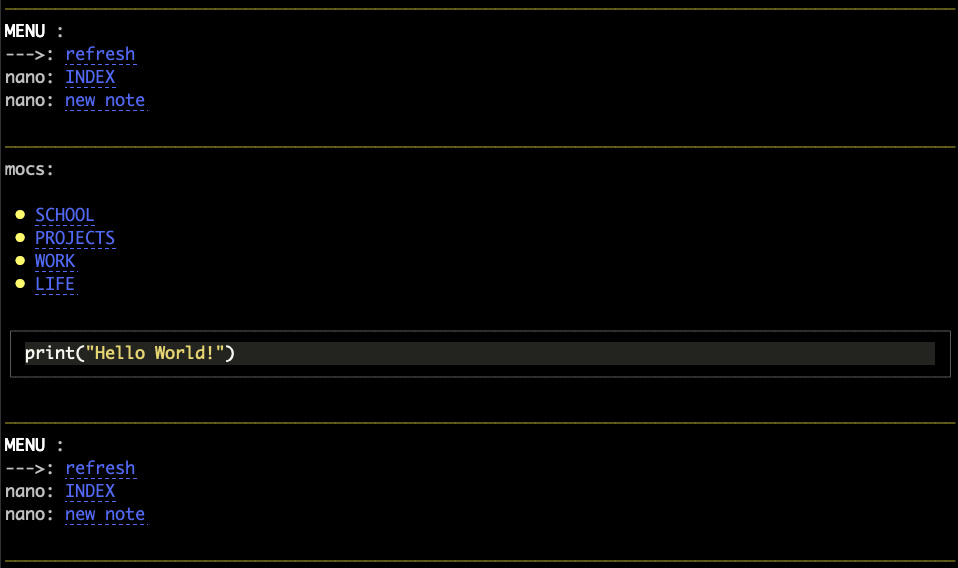 MENU :
--->: refresh
nano: INDEX
nano: new note
mocs:
● SCHOOL
● PROJECTS
● WORK
● LIFE
print("Hello World!")
MENU :
--->: refresh
nano: INDEX
nano: new note